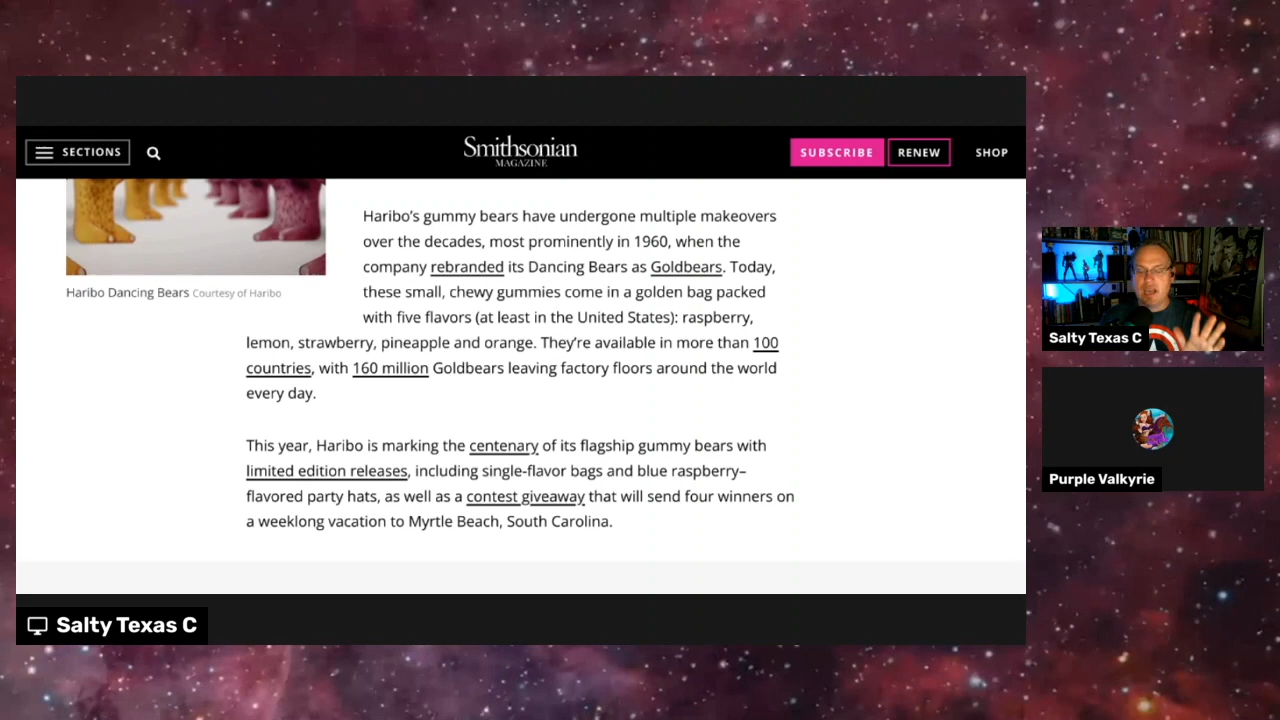 SECTIONS
Smithsonian
MAGAZINE
SUBSCRIBE
RENEW
SHOP
Haribo Dancing Bears Courtesy of Haribo
Haribo's gummy bears have undergone multiple makeovers
over the decades, most prominently in 1960, when the
company rebranded its Dancing Bears as Goldbears. Today,
these small, chewy gummies come in a golden bag packed
with five flavors (at least in the United States): raspberry,
lemon, strawberry, pineapple and orange. They're available in more than 100
countries, with 160 million Goldbears leaving factory floors around the world
every day.
This year, Haribo is marking the centenary of its flagship gummy bears with
limited edition releases, including single-flavor bags and blue raspberry–
flavored party hats, as well as a contest giveaway that will send four winners on
a weeklong vacation to Myrtle Beach, South Carolina.
Salty Texas C
Salty Texas C
Purple Valkyrie